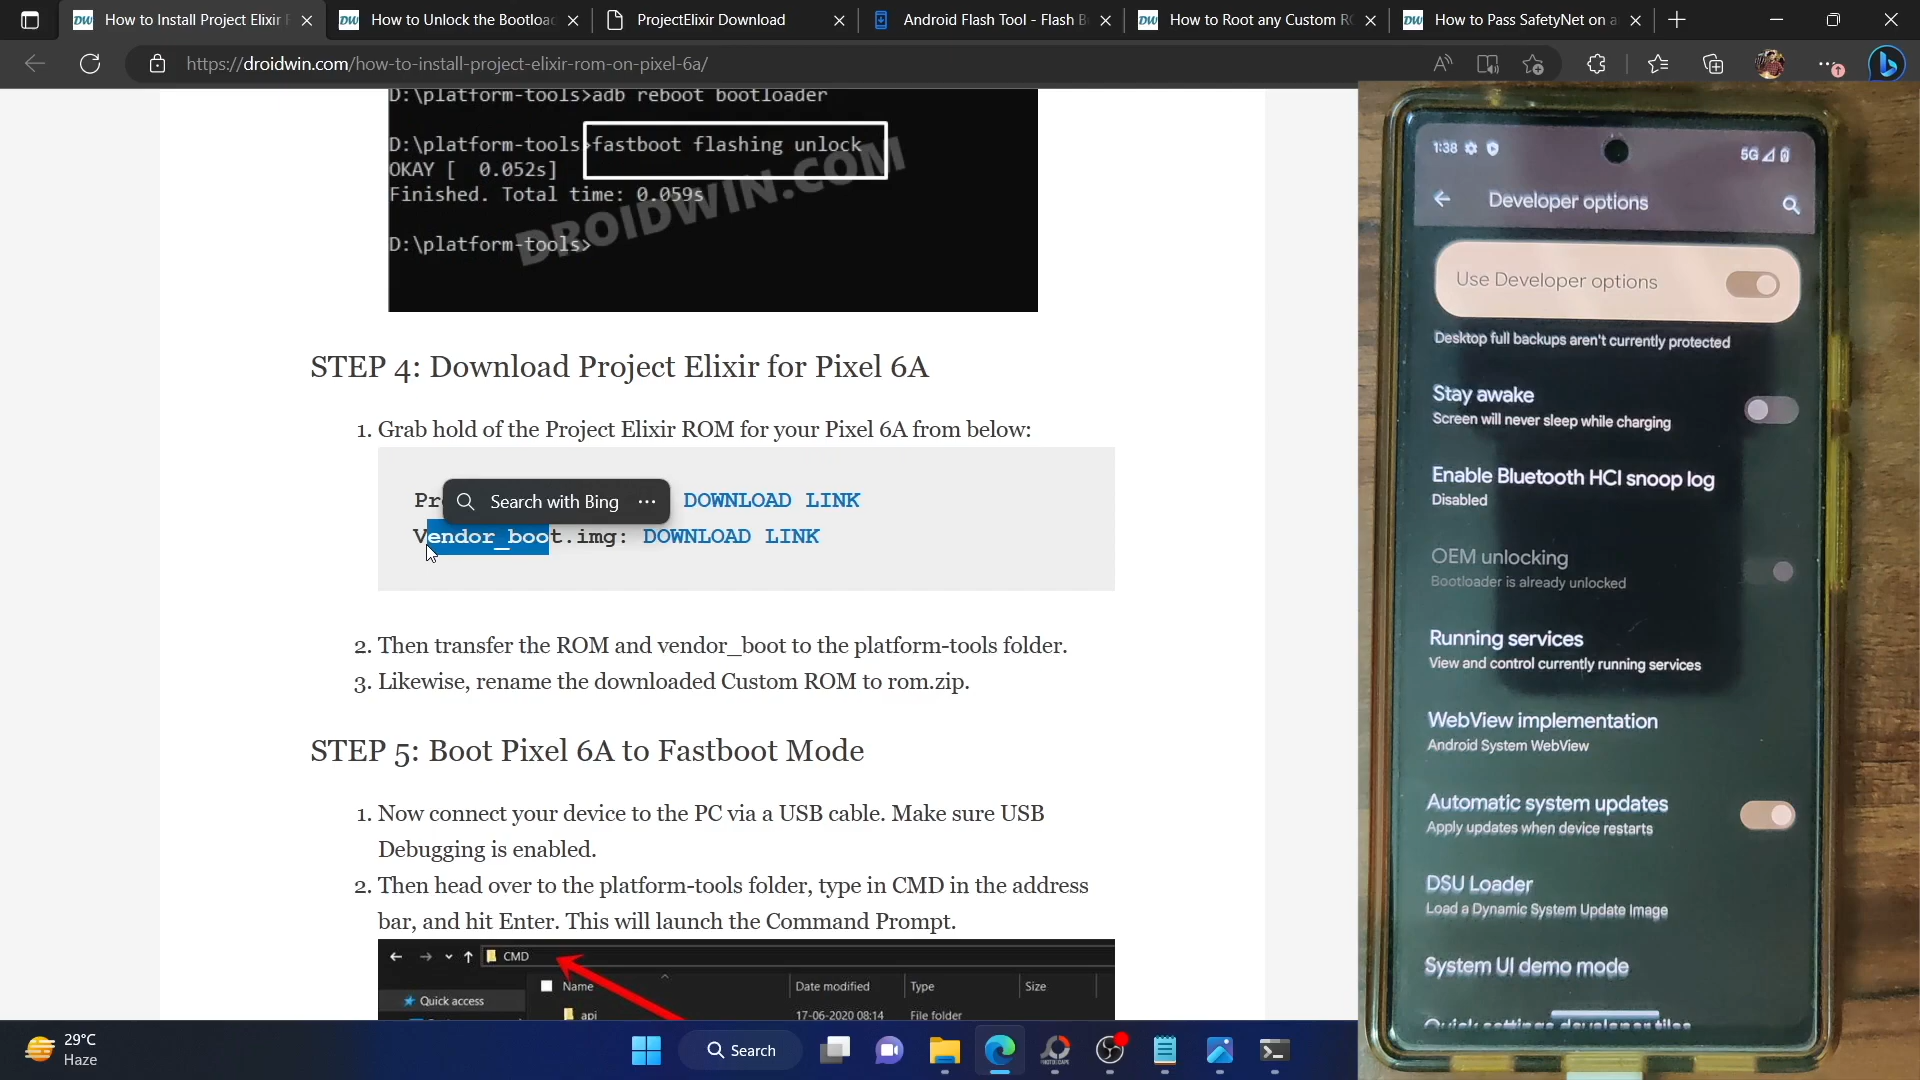 How to Install Project Elixir
How to Unlock the Bootloa
ProjectElixir Download
Android Flash Tool - Flash B
How to Root any Custom R
How to Pass SafetyNet on a
https://droidwin.com/how-to-install-project-elixir-rom-on-pixel-6a/
D:\platform-tools>adb reboot bootloader
D:\platform-tools>fastboot flashing unlock
OKAY [  0.052s]
Finished. Total time: 0.059s
D:\platform-tools>
DROIDWIN.COM
STEP 4: Download Project Elixir for Pixel 6A
1. Grab hold of the Project Elixir ROM for your Pixel 6A from below:
Search with Bing
DOWNLOAD LINK
Vendor_boot.img: DOWNLOAD LINK
2. Then transfer the ROM and vendor_boot to the platform-tools folder.
3. Likewise, rename the downloaded Custom ROM to rom.zip.
STEP 5: Boot Pixel 6A to Fastboot Mode
1. Now connect your device to the PC via a USB cable. Make sure USB
Debugging is enabled.
2. Then head over to the platform-tools folder, type in CMD in the address
bar, and hit Enter. This will launch the Command Prompt.
CMD
Name Date modified Type Size
Quick access
api 17-06-2020 08:14 File folder
1:38 5G
Developer options
Use Developer options
Desktop full backups aren't currently protected
Stay awake
Screen will never sleep while charging
Enable Bluetooth HCI snoop log
Disabled
OEM unlocking
Bootloader is already unlocked
Running services
View and control currently running services
WebView implementation
Android System WebView
Automatic system updates
Apply updates when device restarts
DSU Loader
Load a Dynamic System Update Image
System UI demo mode
Quick settings developer tiles
29°C
Haze
Search